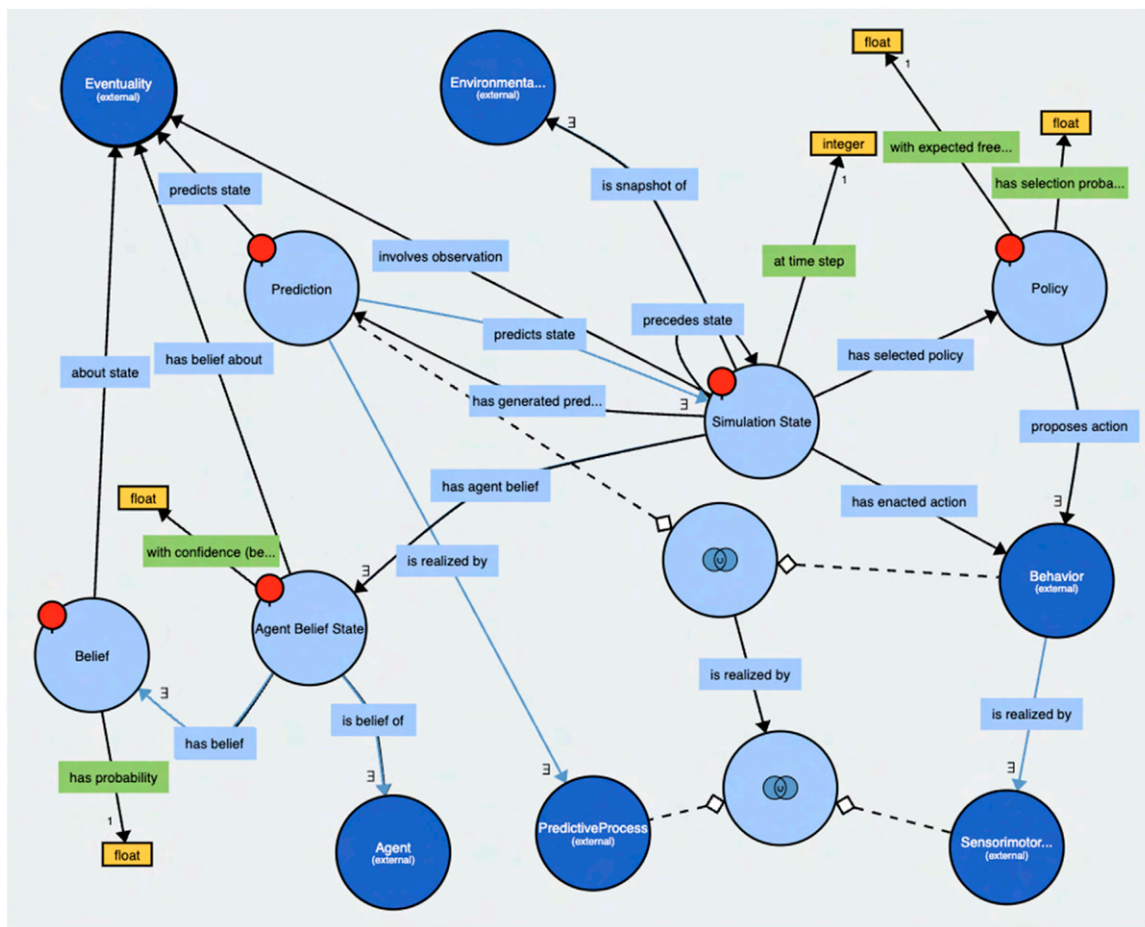 float
Eventuality
(external)
Environmenta...
(external)
float
integer
1
with expected free...
1
∃
predicts state
is snapshot of
has selection proba...
involves observation
at time step
Prediction
Policy
predicts state
precedes state
has belief about
has selected policy
about state
has generated pred...
∃
Simulation State
proposes action
has agent belief
float
has enacted action
∃
with confidence (be...
is realized by
∃
U
Behavior
(external)
Agent Belief State
Belief
is realized by
∃
is belief of
is realized by
has belief
has probability
∃
∃
∃
U
1
PredictiveProcess
(external)
float
Agent
(external)
Sensorimotor...
(external)